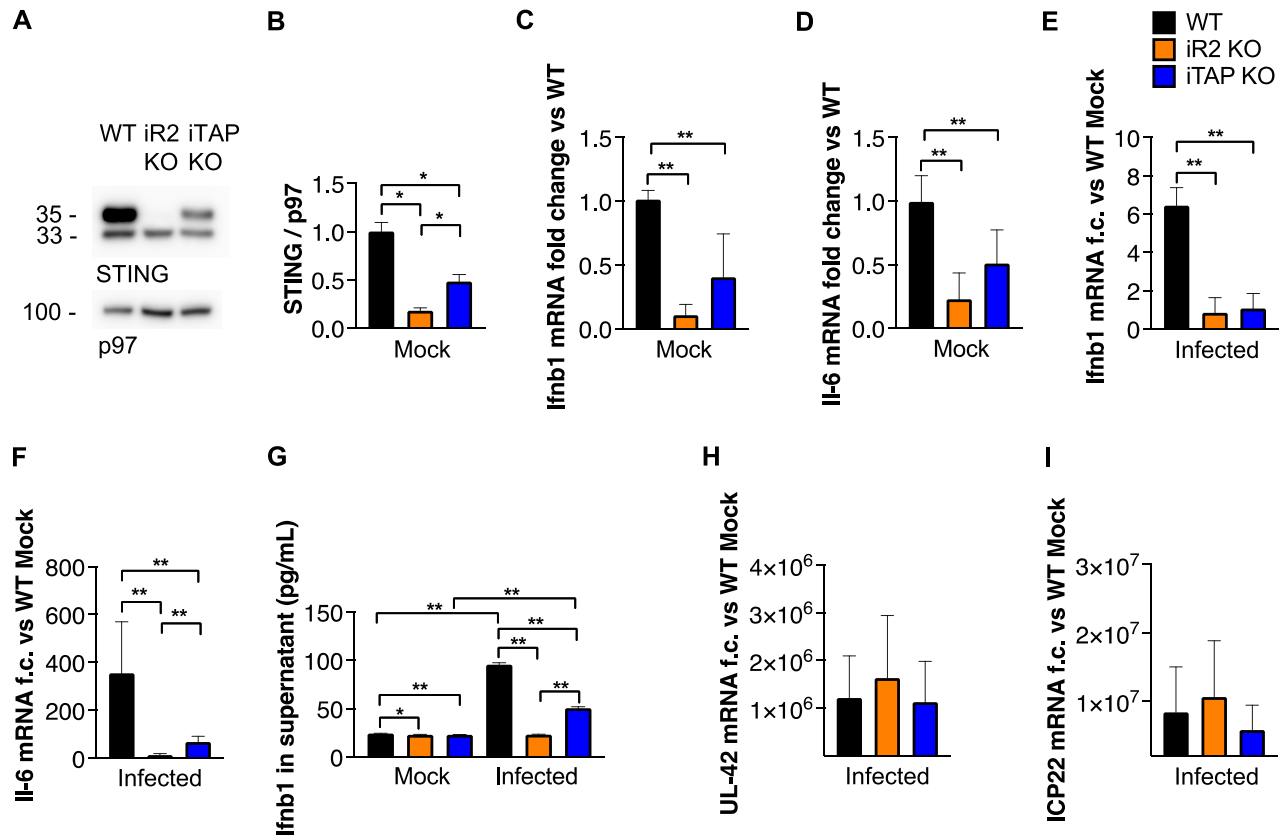 A
WT iR2 iTAP
KO KO
35 -
33 -
STING
100 -
p97
B
STING / p97
1.5
1.0
0.5
0.0
*
*
*
Mock
C
Ifnb1 mRNA fold change vs WT
1.5
1.0
0.5
0.0
**
**
Mock
D
Il-6 mRNA fold change vs WT
1.5
1.0
0.5
0.0
**
**
Mock
E
WT
iR2 KO
iTAP KO
Ifnb1 mRNA f.c. vs WT Mock
10
8
6
4
2
0
**
**
Infected
F
Il-6 mRNA f.c. vs WT Mock
800
600
400
200
0
**
**
**
Infected
G
Ifnb1 in supernatant (pg/mL)
150
100
50
0
**
**
**
**
**
**
*
Mock Infected
H
UL-42 mRNA f.c. vs WT Mock
4×10⁶
3×10⁶
2×10⁶
1×10⁶
Infected
I
ICP22 mRNA f.c. vs WT Mock
3×10⁷
2×10⁷
1×10⁷
Infected